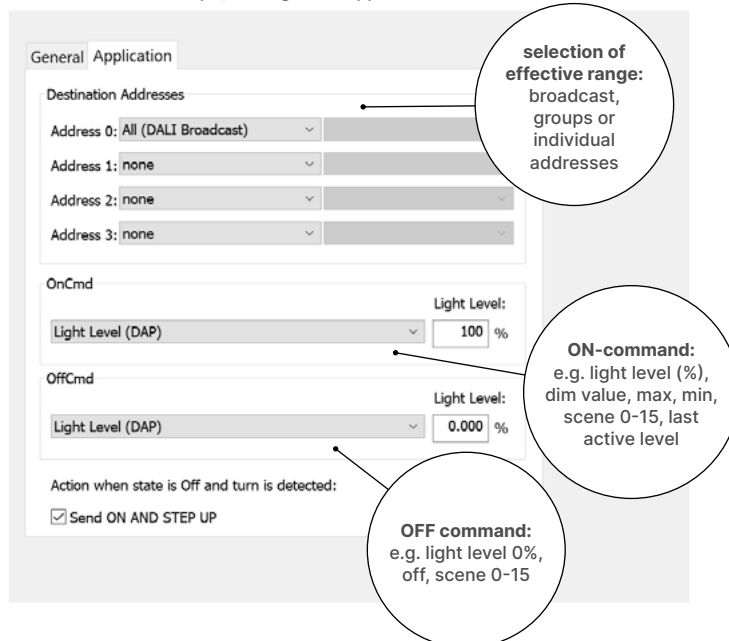 General Application
selection of
effective range:
broadcast,
groups or
individual
addresses
Destination Addresses
Address 0: All (DALI Broadcast)
Address 1: none
Address 2: none
Address 3: none
OnCmd
Light Level:
Light Level (DAP) 100 %
ON-command:
e.g. light level (%),
dim value, max, min,
scene 0-15, last
active level
OffCmd
Light Level:
Light Level (DAP) 0.000 %
Action when state is Off and turn is detected:
Send ON AND STEP UP
OFF command:
e.g. light level 0%,
off, scene 0-15